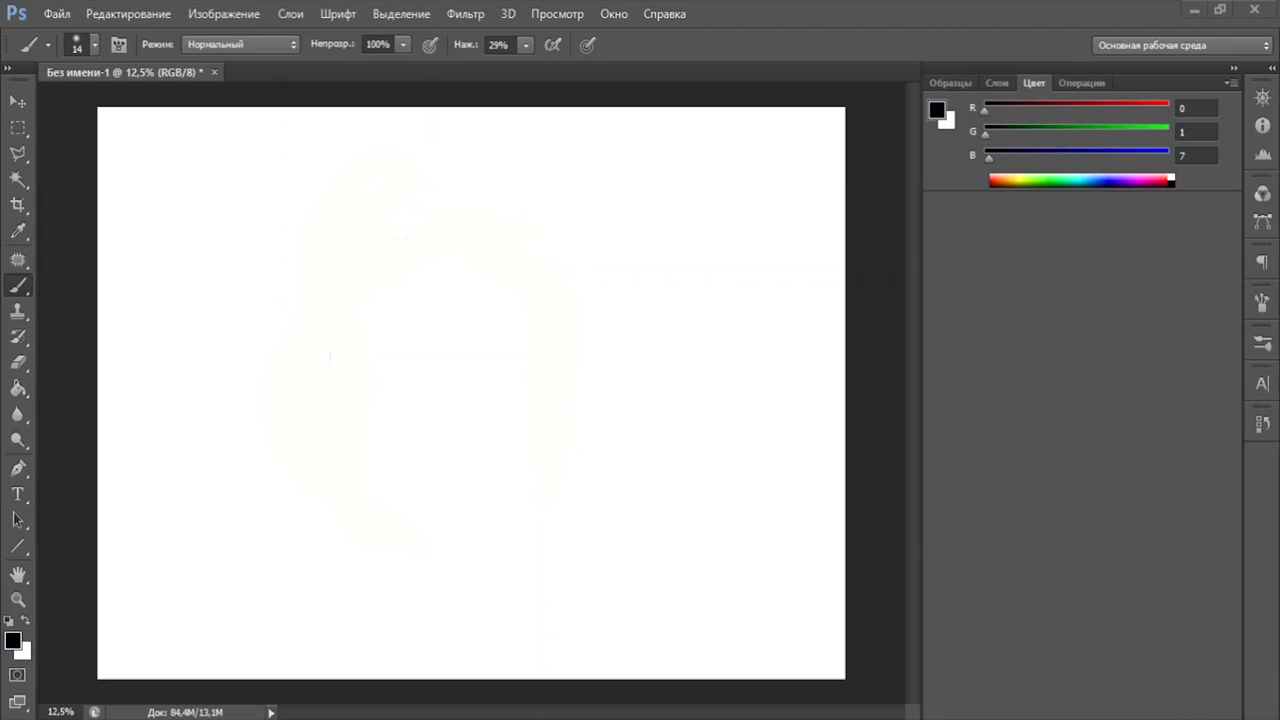 Ps Файл Редактирование Изображение Слои Шрифт Выделение Фильтр 3D Просмотр Окно Справка
14 Режим: Нормальный Непрозр.: 100% Наж.: 29% Основная рабочая среда
Без имени-1 @ 12,5% (RGB/8) * ×
Образцы Слои Цвет Операции
R 0
G 1
B 7
T
A
12,5% Док: 84,4M/13,1M